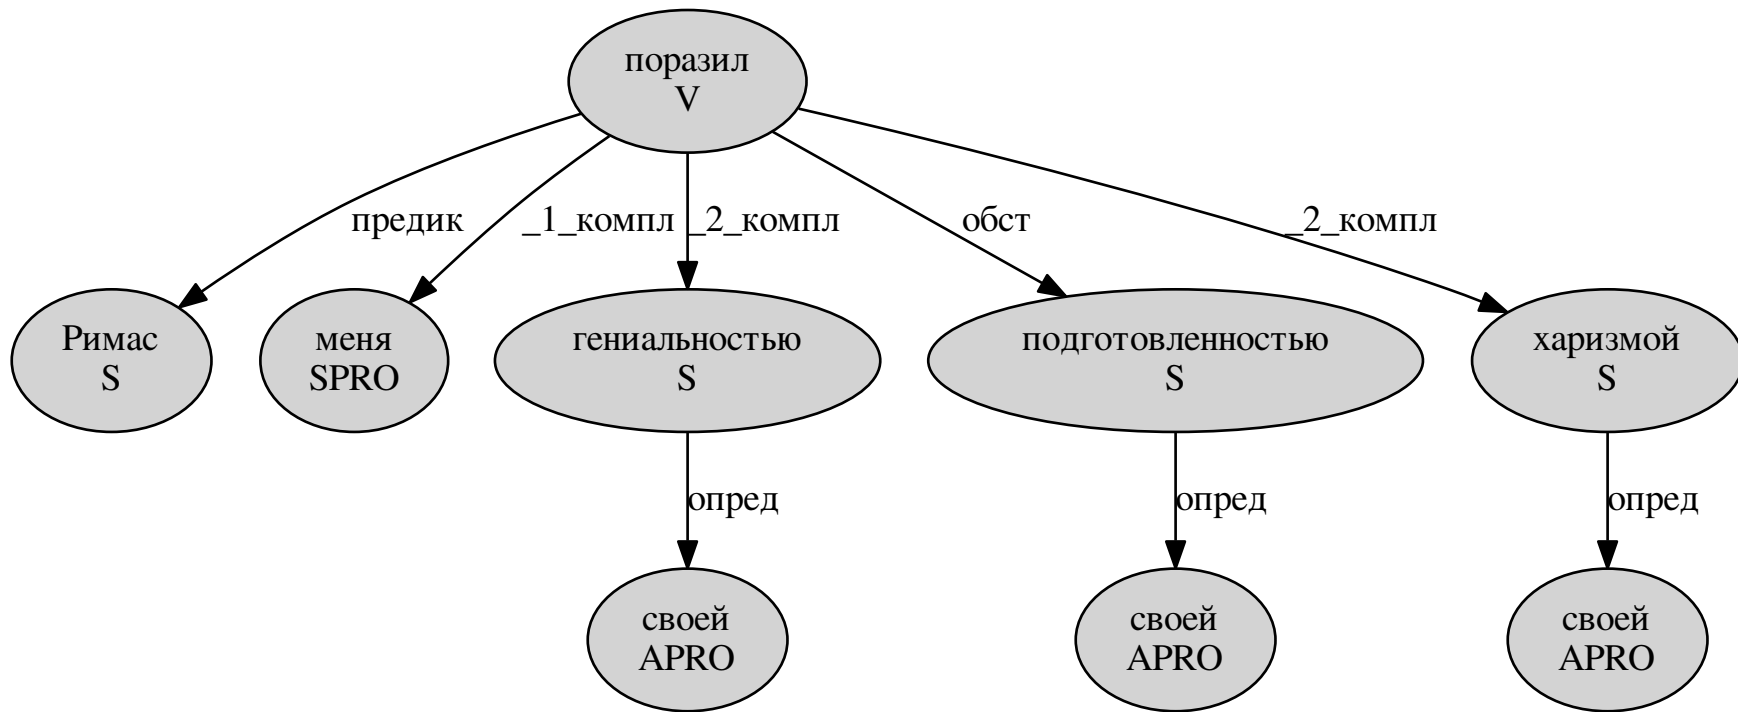 поразил
V
предик
_1_компл
_2_компл
обст
_2_компл
Римас
S
меня
SPRO
гениальностью
S
подготовленностью
S
харизмой
S
опред
опред
опред
своей
APRO
своей
APRO
своей
APRO